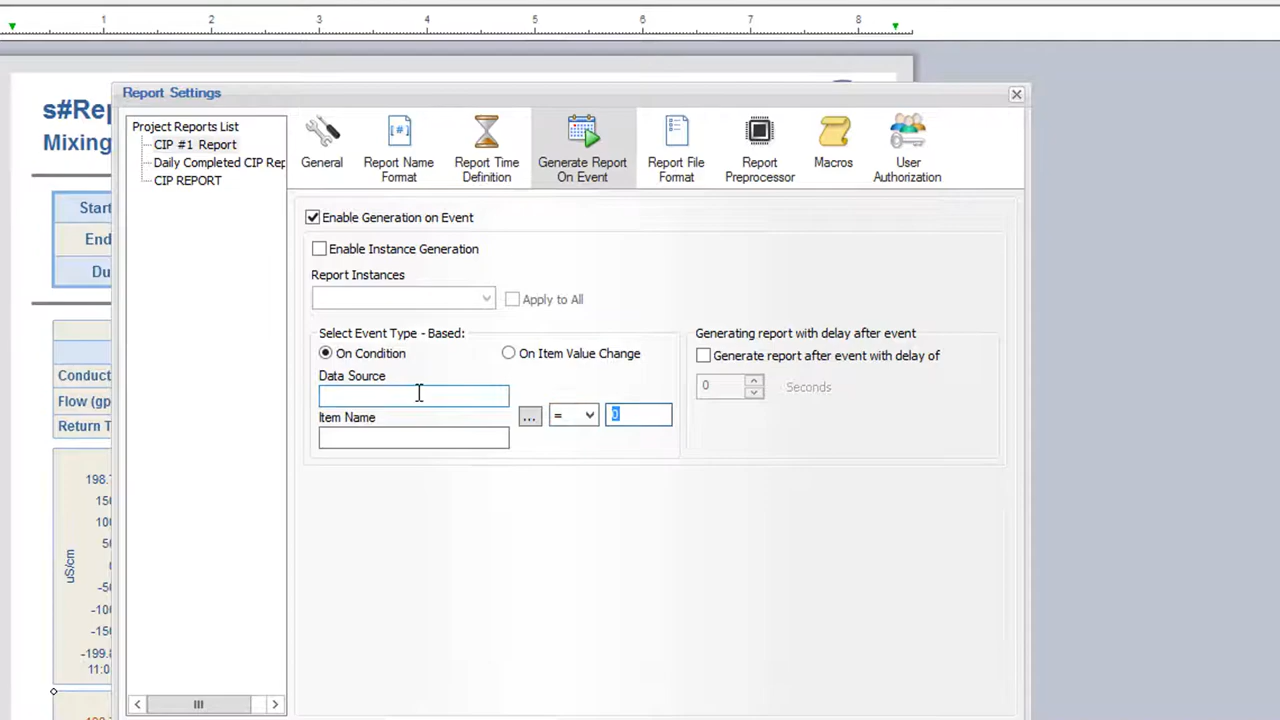 1 2 3 4 5 6 7 8
s#Rep
Mixing
Start
End
Du
Conduct
Flow (gp
Return T
198.7
150
100
50
0
-50
-100
-150
-199.8
11:0
uS/cm
Report Settings
Project Reports List
CIP #1 Report
Daily Completed CIP Rep
CIP REPORT
General
Report Name Format
Report Time Definition
Generate Report On Event
Report File Format
Report Preprocessor
Macros
User Authorization
Enable Generation on Event
Enable Instance Generation
Report Instances
Apply to All
Select Event Type - Based:
On Condition
On Item Value Change
Data Source
Item Name
...
=
0
Generating report with delay after event
Generate report after event with delay of
0
Seconds